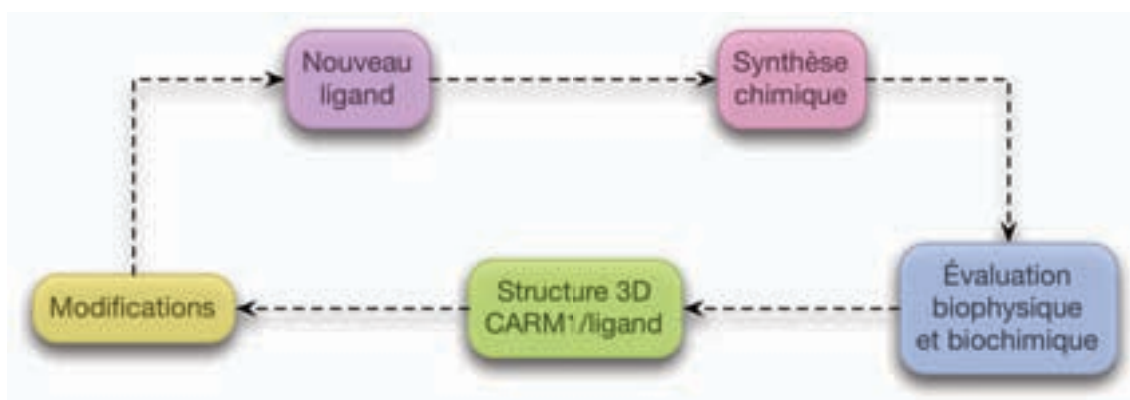 Nouveau
ligand
Synthèse
chimique
Évaluation
biophysique
et biochimique
Structure 3D
CARM1/ligand
Modifications